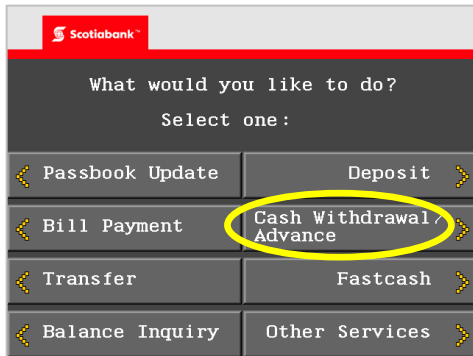 Scotiabank™
What would you like to do?
Select one:
Passbook Update
Deposit
Bill Payment
Cash Withdrawal/
Advance
Transfer
Fastcash
Balance Inquiry
Other Services